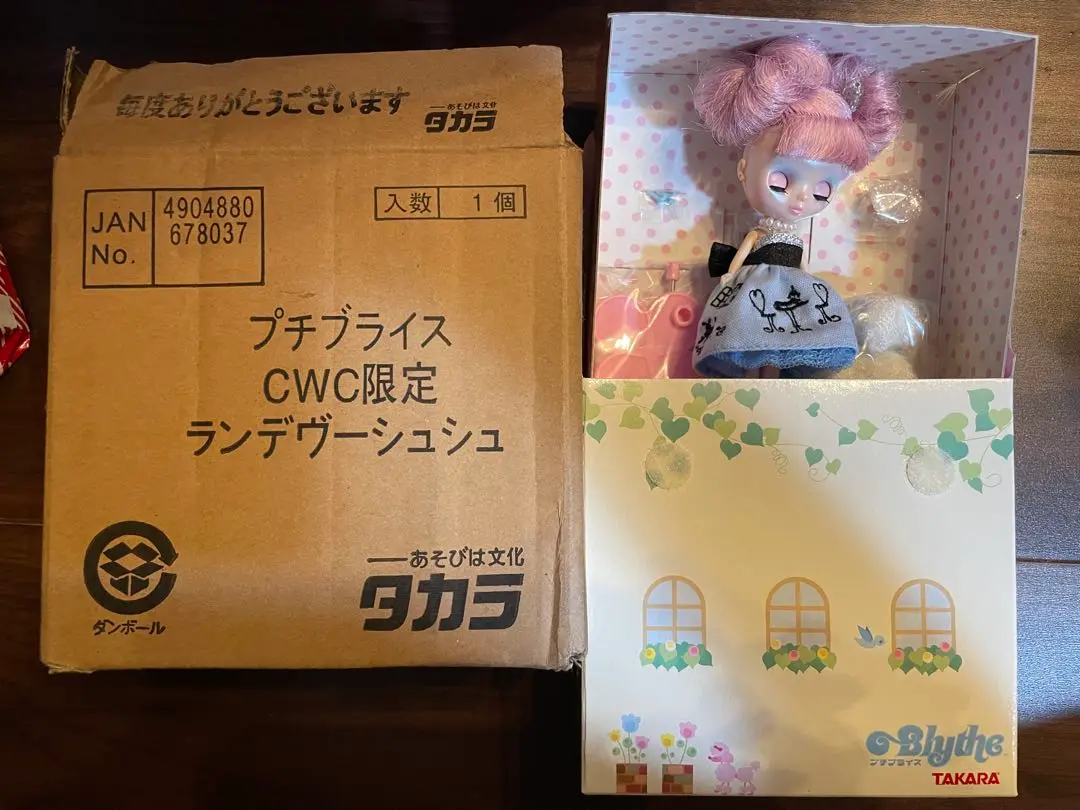 毎度ありがとうございます
あそびは文化
タカラ
JAN No.
4904880
678037
入数 1個
プチブライス
CWC限定
ランデヴーシュシュ
ダンボール
あそびは文化
タカラ
Blythe
プチブライス
TAKARA